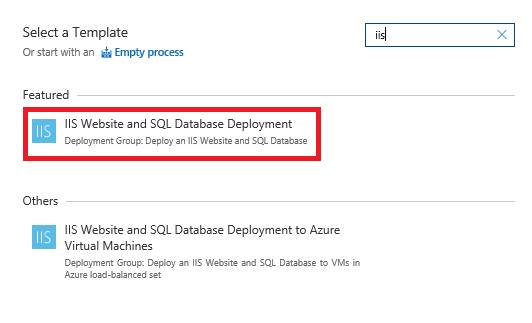 Select a Template
iis
Or start with an Empty process
Featured
IIS
IIS Website and SQL Database Deployment
Deployment Group: Deploy an IIS Website and SQL Database
Others
IIS
IIS Website and SQL Database Deployment to Azure
Virtual Machines
Deployment Group: Deploy an IIS Website and SQL Database to VMs in
Azure load-balanced set